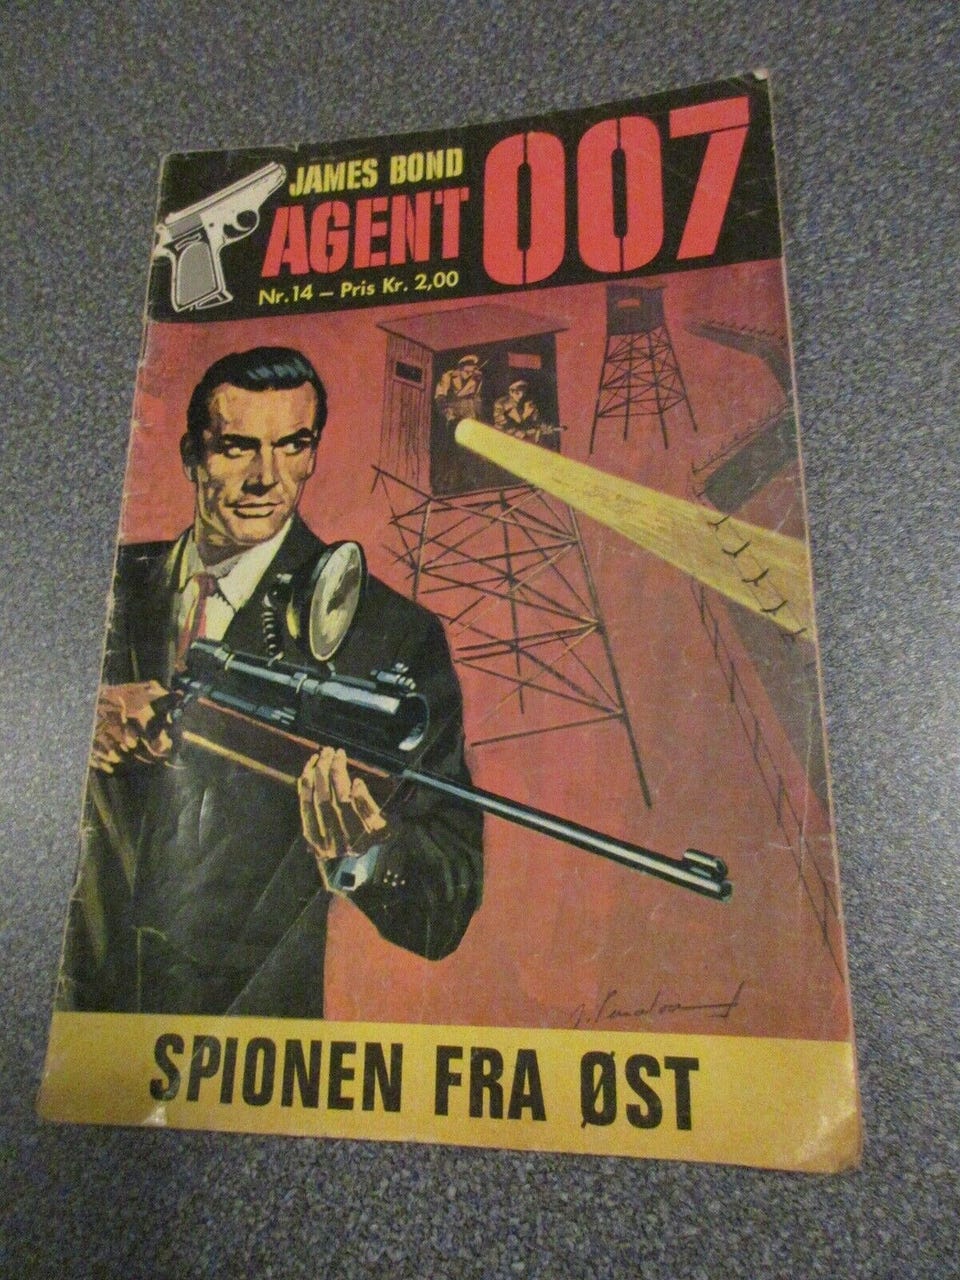 JAMES BOND
AGENT 007
Nr. 14 – Pris Kr. 2,00
SPIONEN FRA ØST